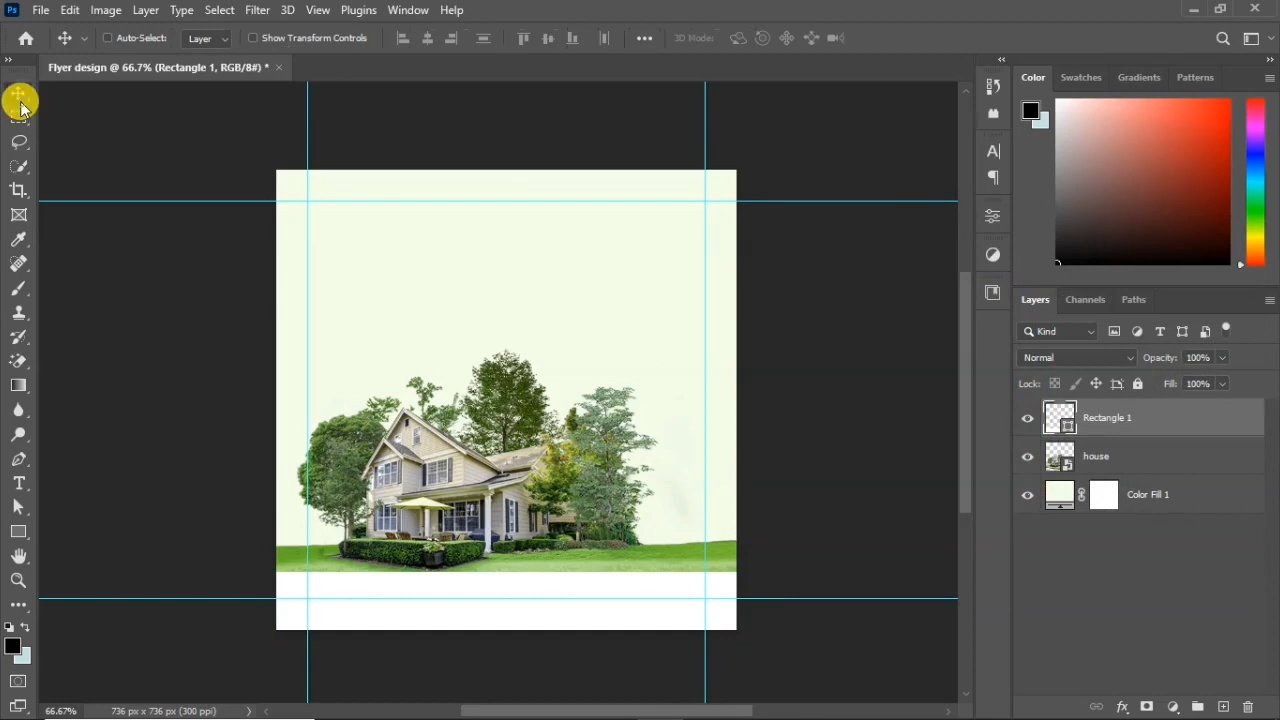 Ps File Edit Image Layer Type Select Filter 3D View Plugins Window Help
Auto-Select: Layer Show Transform Controls 3D Mode:
Flyer design @ 66.7% (Rectangle 1, RGB/8#) *
Color Swatches Gradients Patterns
Layers Channels Paths
Kind
Normal Opacity: 100%
Lock: Fill: 100%
Rectangle 1
house
Color Fill 1
66.67% 736 px x 736 px (300 ppi)